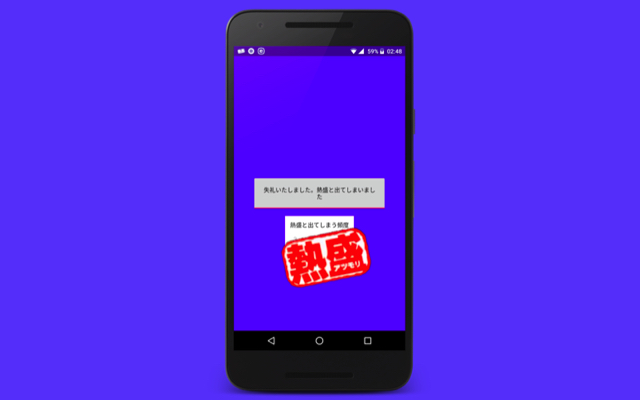 59% 02:48
失礼いたしました。熱盛と出てしまいまし
た
熱盛と出てしまう頻度
熱盛
アツモリ